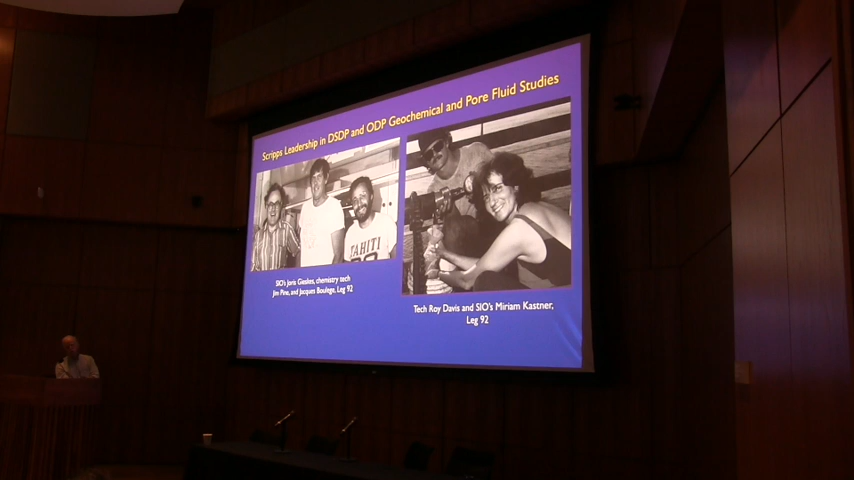 Scripps Leadership in DSDP and ODP Geochemical and Pore Fluid Studies
TAHITI
SIO's Joris Gieskes, chemistry tech
Jim Pine, and Jacques Boulege, Leg 92
Tech Roy Davis and SIO's Miriam Kastner,
Leg 92